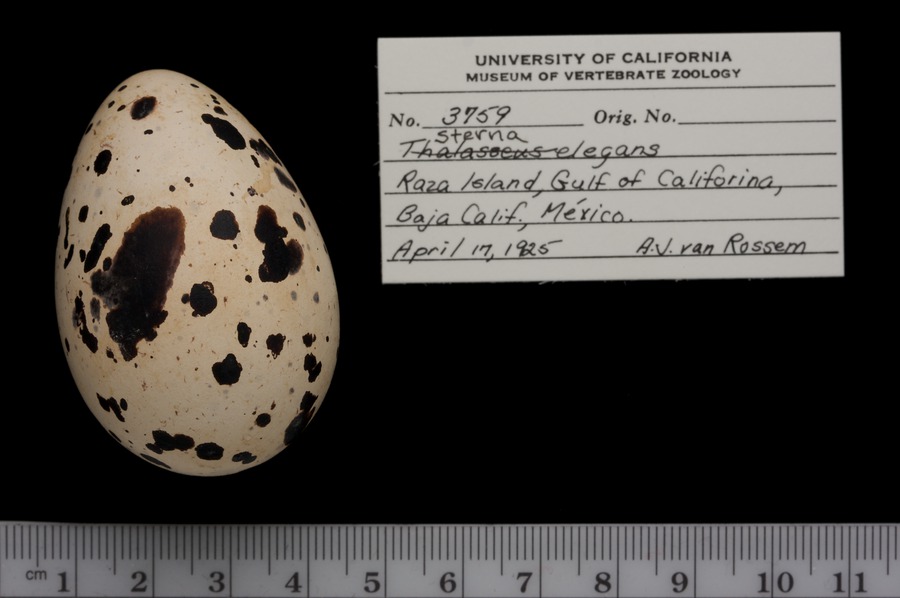 UNIVERSITY OF CALIFORNIA
MUSEUM OF VERTEBRATE ZOOLOGY
No. 3759 Orig. No.
Sterna
Thalasseus elegans
Raza Island, Gulf of Califorina,
Baja Calif., México.
April 17, 1925 A.J. van Rossem
cm 1 2 3 4 5 6 7 8 9 10 11